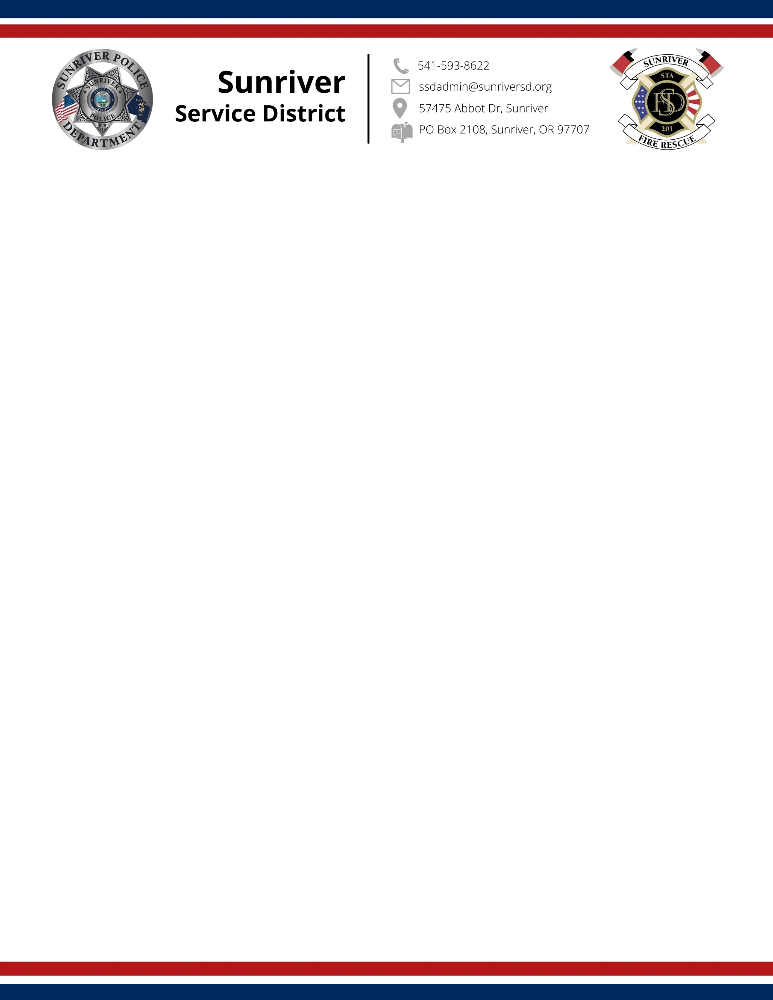 SUNRIVER POLICE
SUNRIVER
STATE OF
OREGON
POLICE
DEPARTMENT
Sunriver
Service District
541-593-8622
ssdadmin@sunriversd.org
57475 Abbot Dr, Sunriver
PO Box 2108, Sunriver, OR 97707
SUNRIVER
STA
SFD
201
FIRE RESCUE